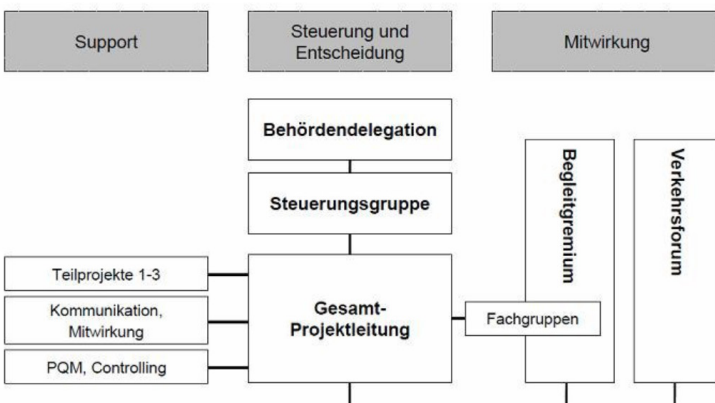 Support
Steuerung und
Entscheidung
Mitwirkung
Behördendelegation
Steuerungsgruppe
Begleitgremium
Verkehrsforum
Teilprojekte 1-3
Kommunikation,
Mitwirkung
PQM, Controlling
Gesamt-
Projektleitung
Fachgruppen